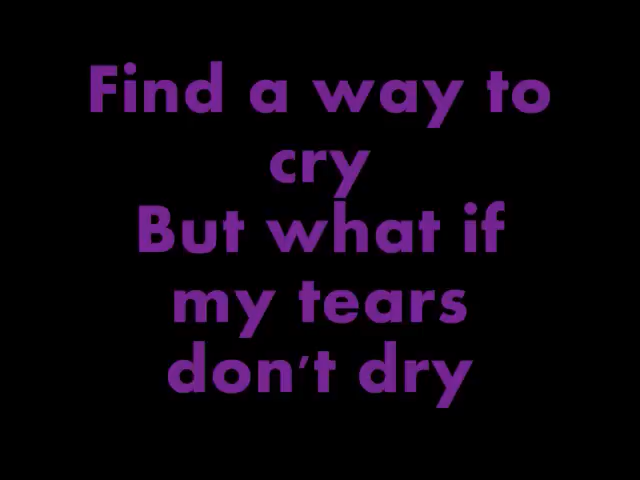 Find a way to
cry
But what if
my tears
don't dry